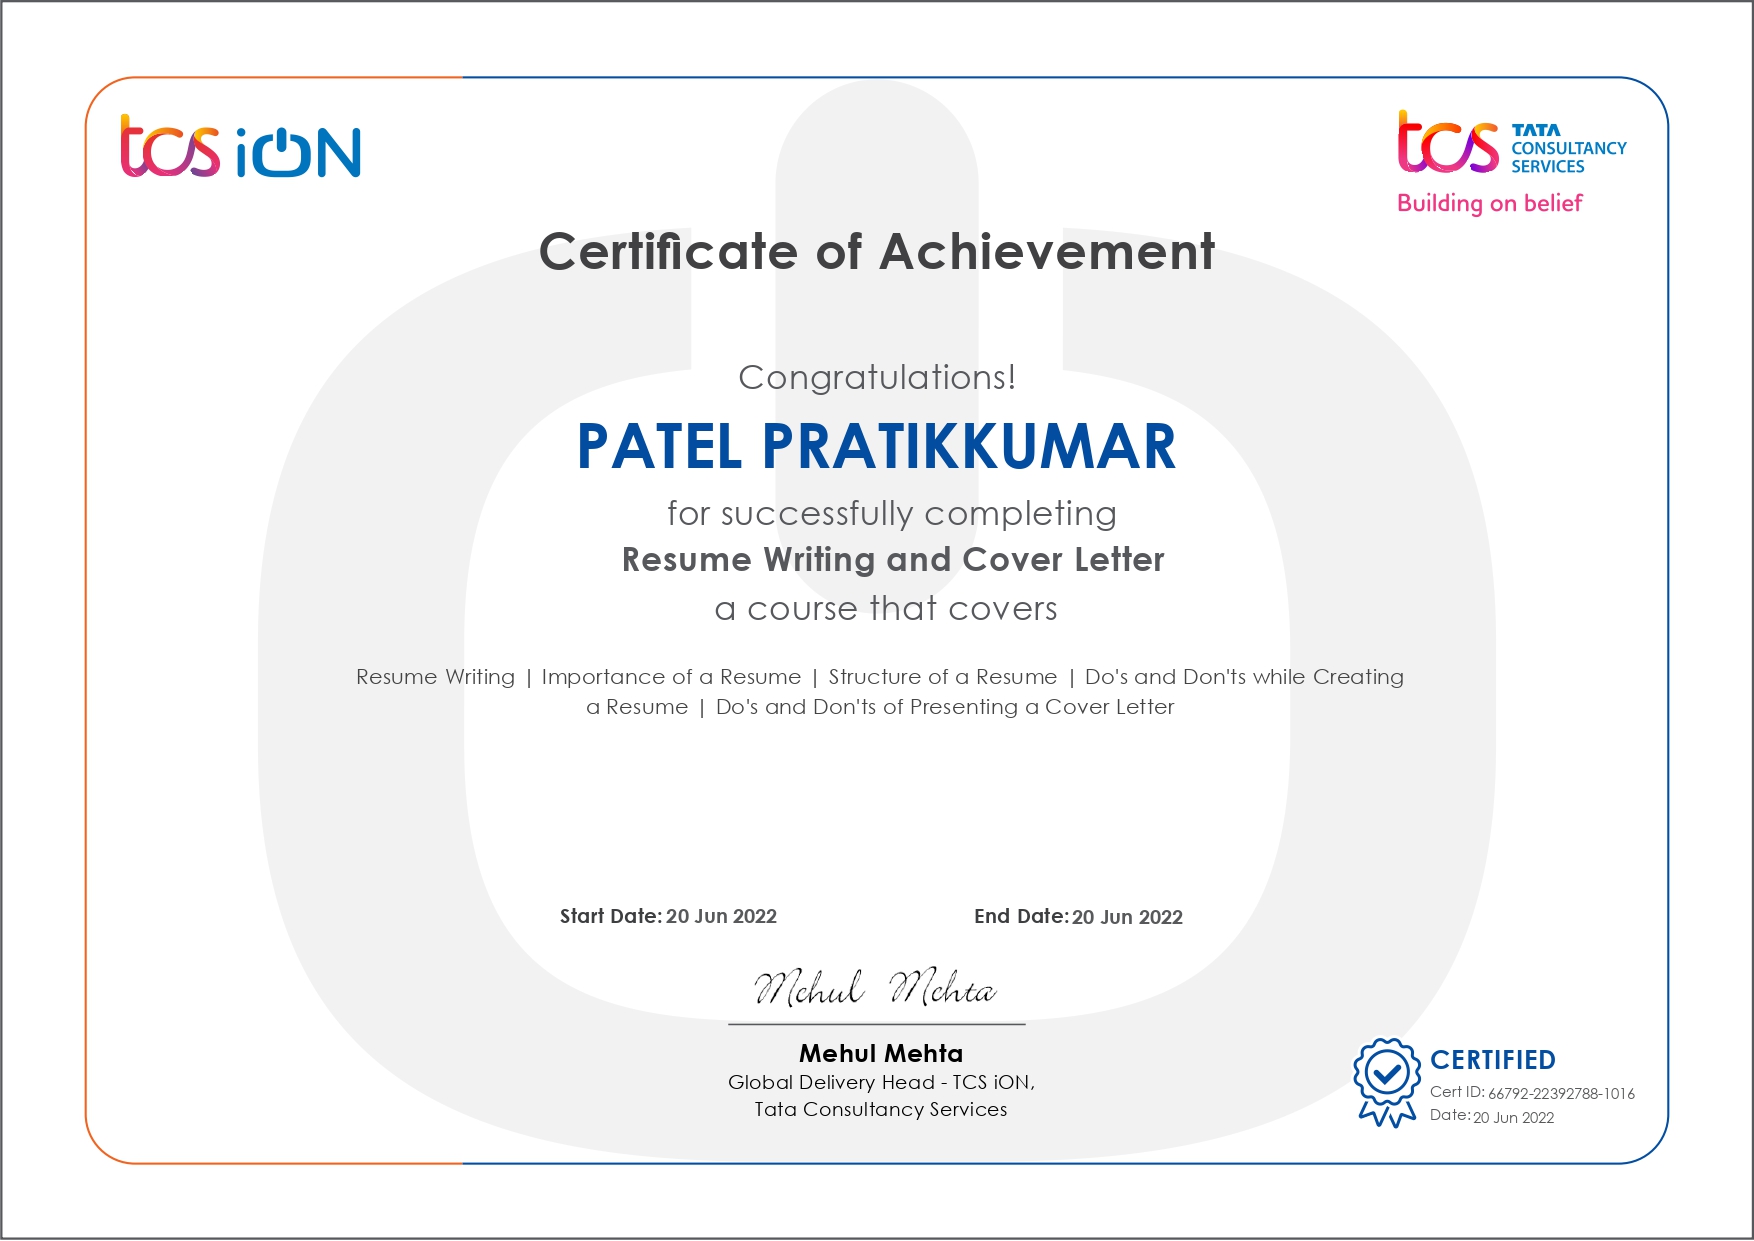 tcs iON
tcs TATA
CONSULTANCY
SERVICES
Building on belief
Certificate of Achievement
Congratulations!
PATEL PRATIKKUMAR
for successfully completing
Resume Writing and Cover Letter
a course that covers
Resume Writing | Importance of a Resume | Structure of a Resume | Do's and Don'ts while Creating
a Resume | Do's and Don'ts of Presenting a Cover Letter
Start Date: 20 Jun 2022 End Date: 20 Jun 2022
Mehul Mehta
Mehul Mehta
Global Delivery Head - TCS iON,
Tata Consultancy Services
CERTIFIED
Cert ID: 66792-22392788-1016
Date: 20 Jun 2022